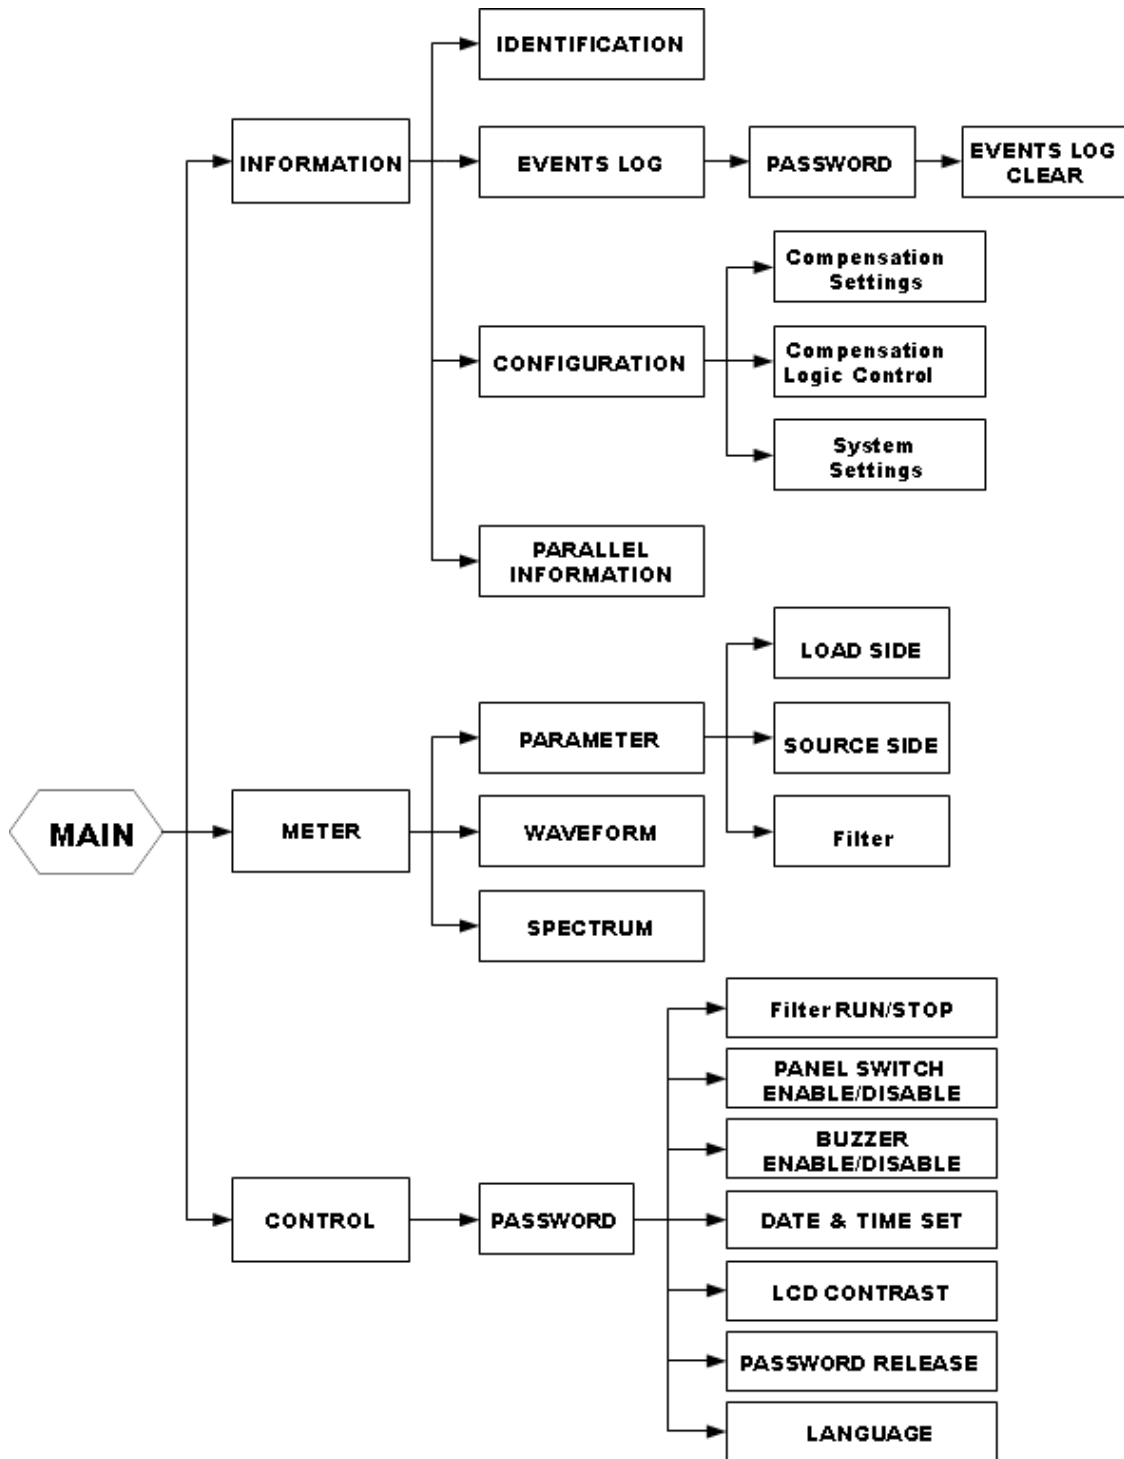 IDENTIFICATION
INFORMATION
EVENTS LOG
PASSWORD
EVENTS LOG
CLEAR
Compensation
Settings
CONFIGURATION
Compensation
Logic Control
System
Settings
PARALLEL
INFORMATION
LOAD SIDE
PARAMETER
SOURCE SIDE
MAIN
METER
WAVEFORM
Filter
SPECTRUM
Filter RUN/STOP
PANEL SWITCH
ENABLE/DISABLE
BUZZER
ENABLE/DISABLE
CONTROL
PASSWORD
DATE & TIME SET
LCD CONTRAST
PASSWORD RELEASE
LANGUAGE